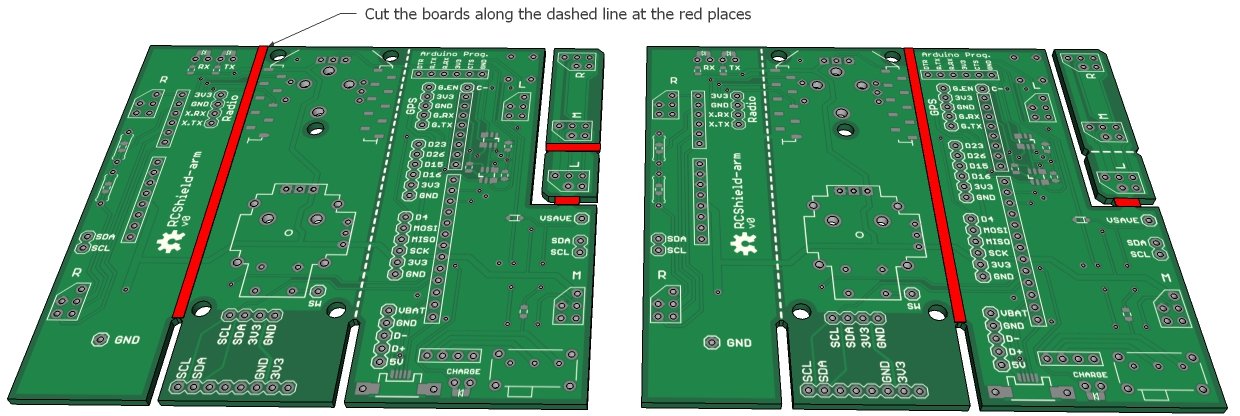 Cut the boards along the dashed line at the red places
R
RX TX
3V3
GND
X.RX
X.TX
Radio
RCShield-arm
v0
SDA
SCL
R
GND
SW
SCL
SDA
3V3
GND
SCL
SDA
GND
3V3
Arduino Prog.
DTR
R.TX
R.RX
3V3
CTS
GND
GPS
G.EN
3V3
GND
G.RX
G.TX
C-
L
D23
D26
D15
D16
3V3
GND
D4
MOSI
MISO
SCK
3V3
GND
VSAVE
SDA
SCL
M
VBAT
GND
D-
D+
5V
CHARGE
R
M
L
R
RX TX
3V3
GND
X.RX
X.TX
Radio
RCShield-arm
v0
SDA
SCL
R
GND
SW
SCL
SDA
3V3
GND
SCL
SDA
GND
3V3
Arduino Prog.
DTR
R.TX
R.RX
3V3
CTS
GND
GPS
G.EN
3V3
GND
G.RX
G.TX
C-
L
D23
D26
D15
D16
3V3
GND
D4
MOSI
MISO
SCK
3V3
GND
VSAVE
SDA
SCL
M
VBAT
GND
D-
D+
5V
CHARGE
R
M
L